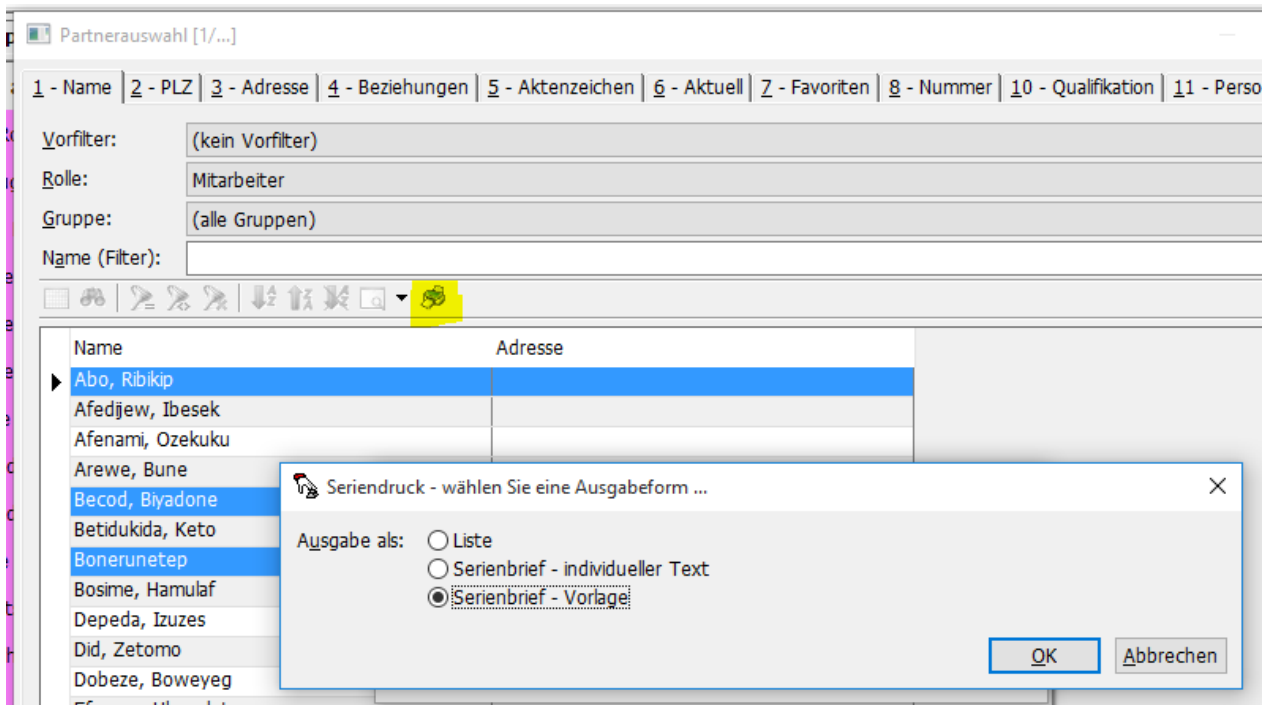 Partnerauswahl [1/...]
1 - Name 2 - PLZ 3 - Adresse 4 - Beziehungen 5 - Aktenzeichen 6 - Aktuell 7 - Favoriten 8 - Nummer 10 - Qualifikation 11 - Perso
Vorfilter: (kein Vorfilter)
Rolle: Mitarbeiter
Gruppe: (alle Gruppen)
Name (Filter):
Name Adresse
Abo, Ribikip
Afedijew, Ibesek
Afenami, Ozekuku
Arewe, Bune
Becod, Biyadone
Betidukida, Keto
Bonerunetep
Bosime, Hamulaf
Depeda, Izuzes
Did, Zetomo
Dobeze, Boweyeg
Seriendruck - wählen Sie eine Ausgabeform ...
Ausgabe als: Liste
Serienbrief - individueller Text
Serienbrief - Vorlage
OK Abbrechen